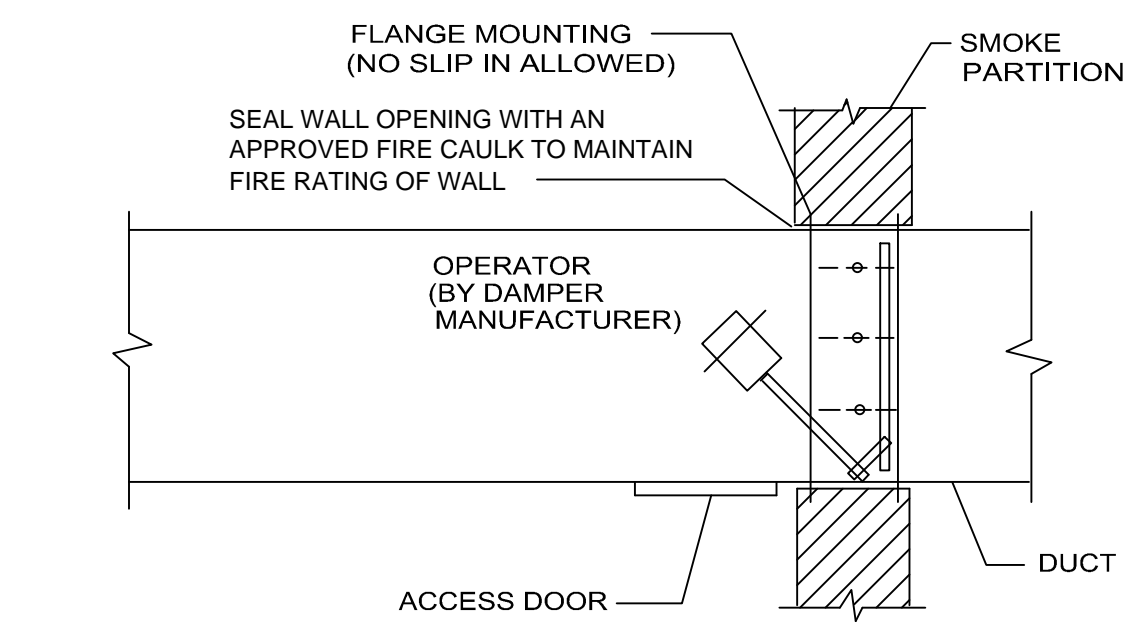 FLANGE MOUNTING
(NO SLIP IN ALLOWED)
SMOKE
PARTITION
SEAL WALL OPENING WITH AN
APPROVED FIRE CAULK TO MAINTAIN
FIRE RATING OF WALL
OPERATOR
(BY DAMPER
MANUFACTURER)
DUCT
ACCESS DOOR